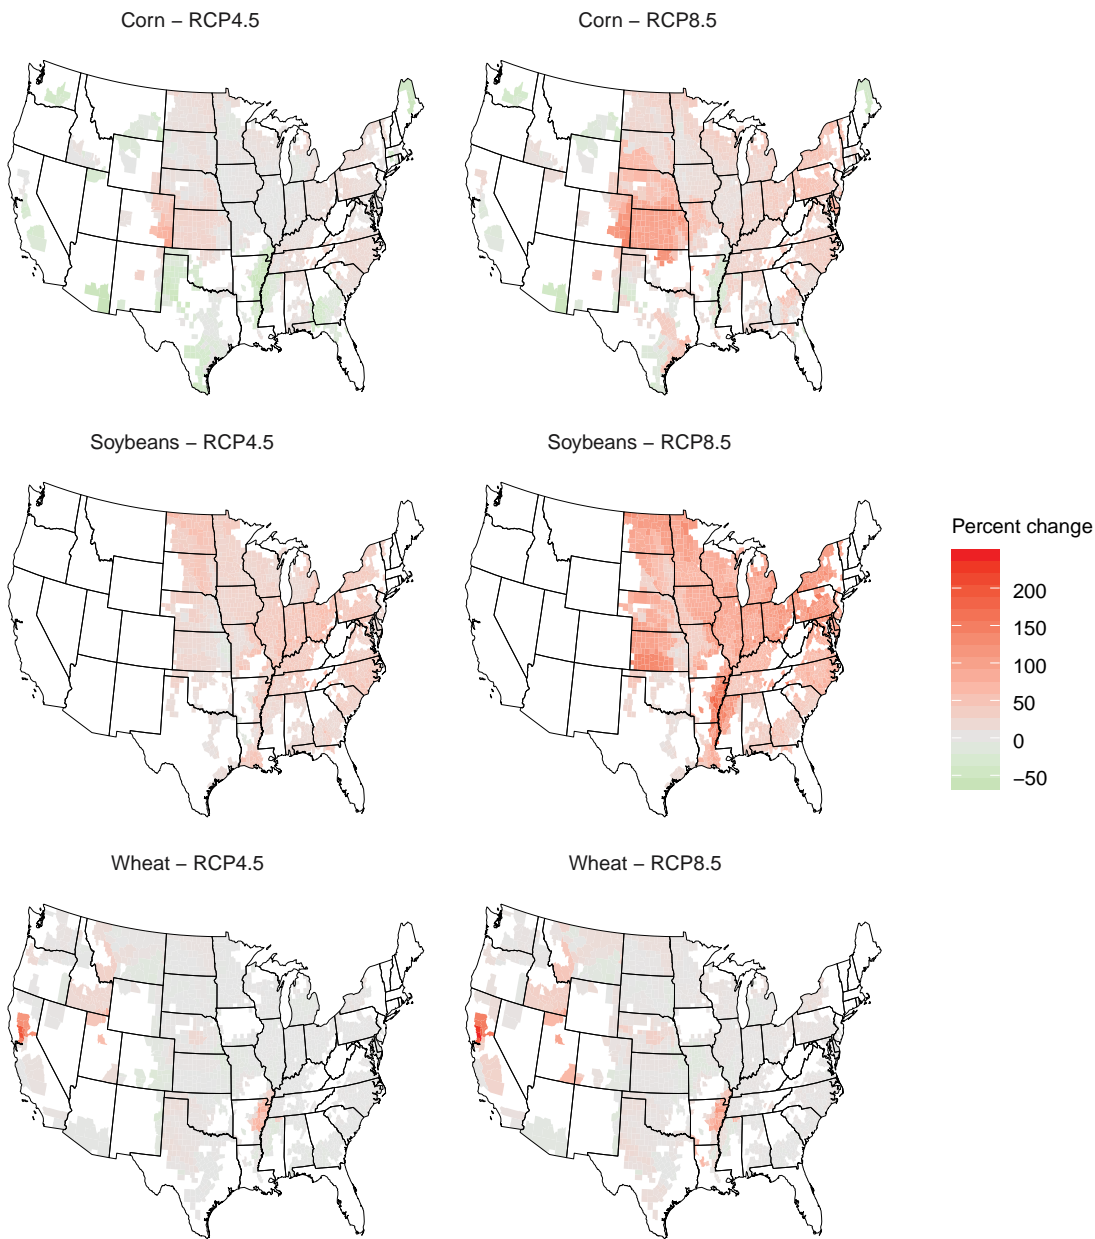 Corn – RCP4.5
Corn – RCP8.5
Soybeans – RCP4.5
Soybeans – RCP8.5
Percent change
200
150
100
50
0
−50
Wheat – RCP4.5
Wheat – RCP8.5